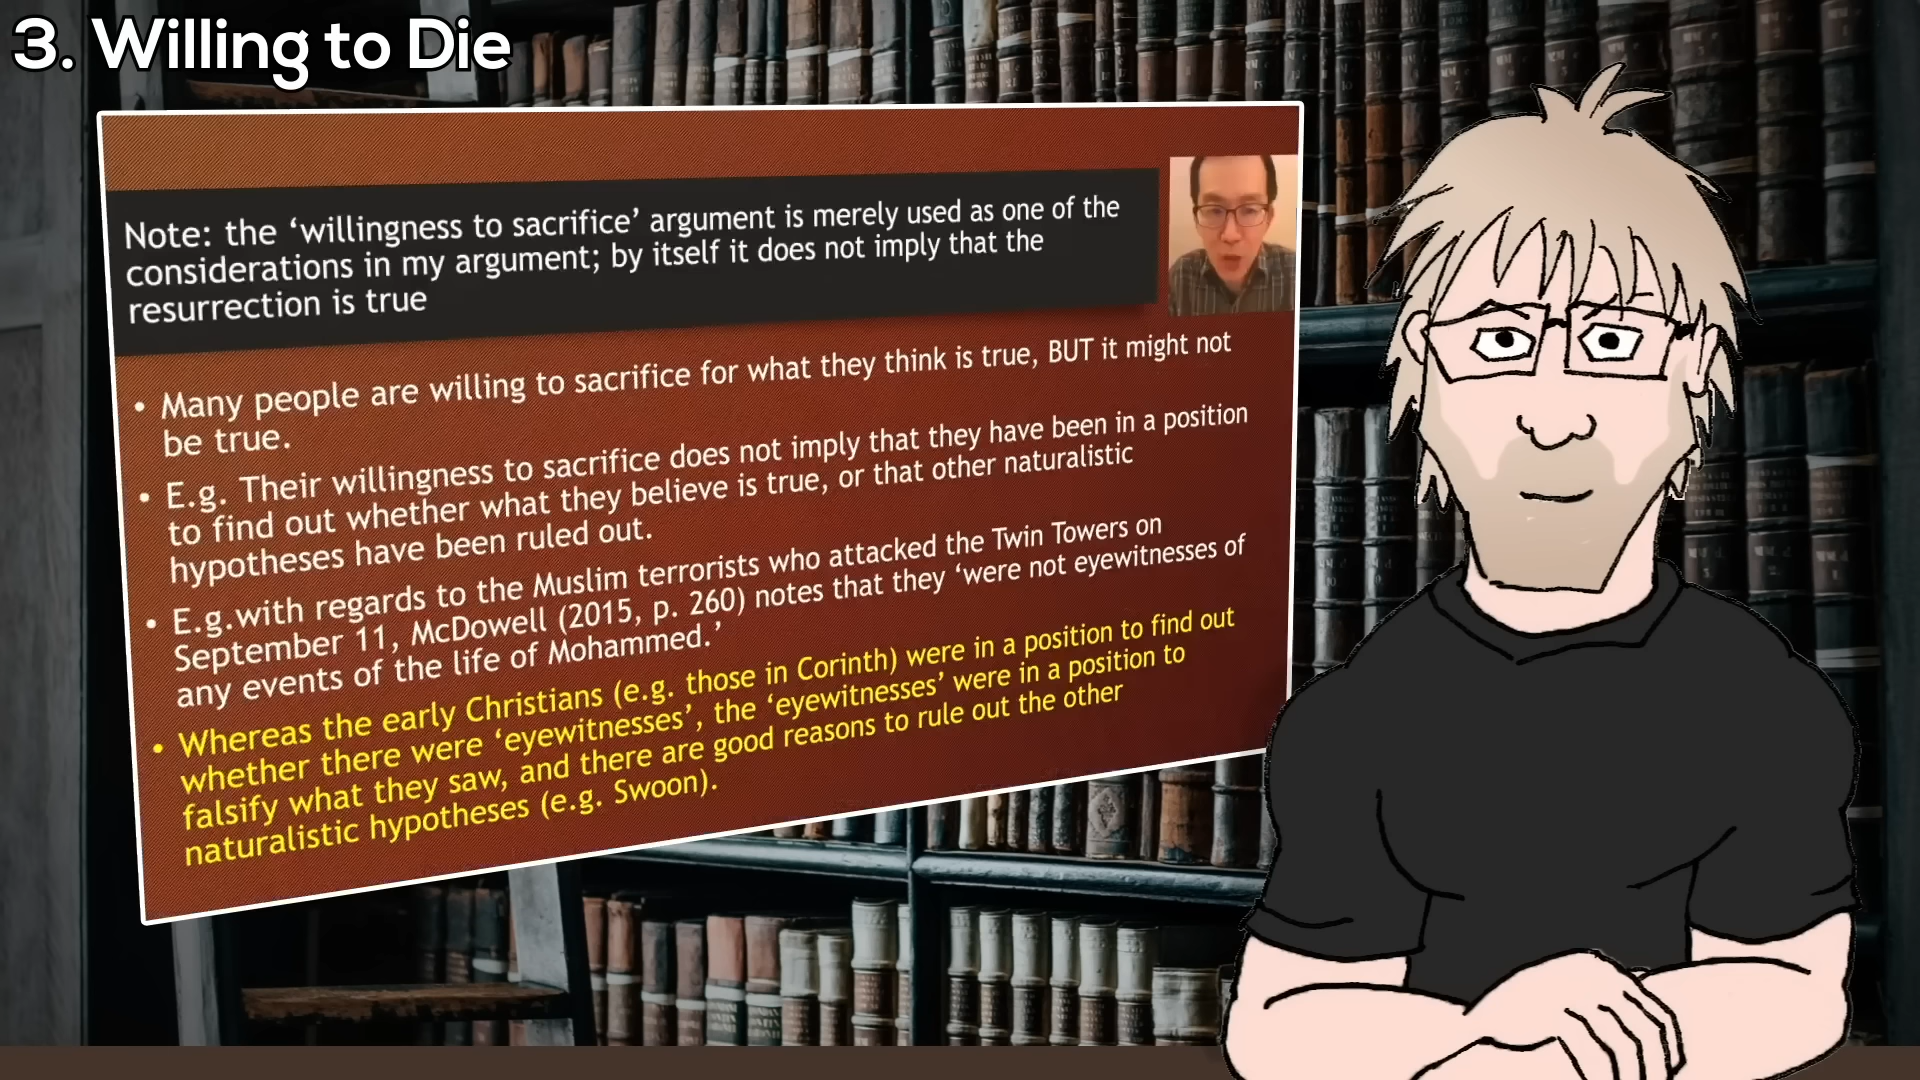 3. Willing to Die
Note: the ‘willingness to sacrifice’ argument is merely used as one of the
considerations in my argument; by itself it does not imply that the
resurrection is true
• Many people are willing to sacrifice for what they think is true, BUT it might not
be true.
• E.g. Their willingness to sacrifice does not imply that they have been in a position
to find out whether what they believe is true, or that other naturalistic
hypotheses have been ruled out.
• E.g.with regards to the Muslim terrorists who attacked the Twin Towers on
September 11, McDowell (2015, p. 260) notes that they ‘were not eyewitnesses of
any events of the life of Mohammed.’
• Whereas the early Christians (e.g. those in Corinth) were in a position to find out
whether there were ‘eyewitnesses’, the ‘eyewitnesses’ were in a position to
falsify what they saw, and there are good reasons to rule out the other
naturalistic hypotheses (e.g. Swoon).